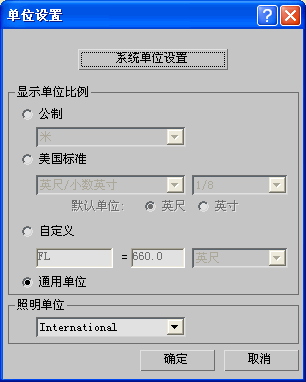 单位设置
系统单位设置
显示单位比例
公制
米
美国标准
英尺/小数英寸 1/8
默认单位: 英尺 英寸
自定义
FL =660.0 英尺
通用单位
照明单位
International
确定 取消